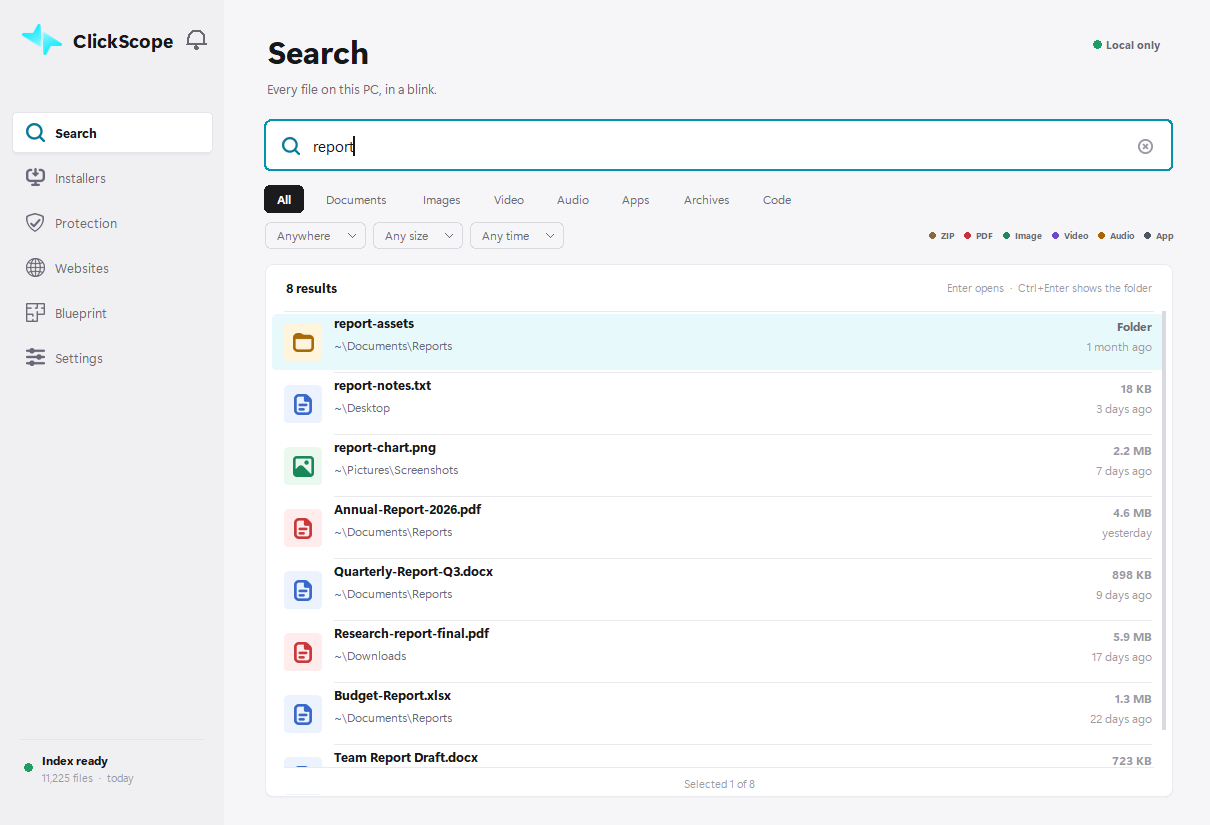 ClickScope
Search
Installers
Protection
Websites
Blueprint
Settings
Index ready
11,225 files · today
Search
Every file on this PC, in a blink.
Local only
report
All Documents Images Video Audio Apps Archives Code
Anywhere Any size Any time
ZIP PDF Image Video Audio App
8 results
Enter opens · Ctrl+Enter shows the folder
report-assets
~\Documents\Reports
Folder
1 month ago
report-notes.txt
~\Desktop
18 KB
3 days ago
report-chart.png
~\Pictures\Screenshots
2.2 MB
7 days ago
Annual-Report-2026.pdf
~\Documents\Reports
4.6 MB
yesterday
Quarterly-Report-Q3.docx
~\Documents\Reports
898 KB
9 days ago
Research-report-final.pdf
~\Downloads
5.9 MB
17 days ago
Budget-Report.xlsx
~\Documents\Reports
1.3 MB
22 days ago
Team Report Draft.docx
723 KB
Selected 1 of 8